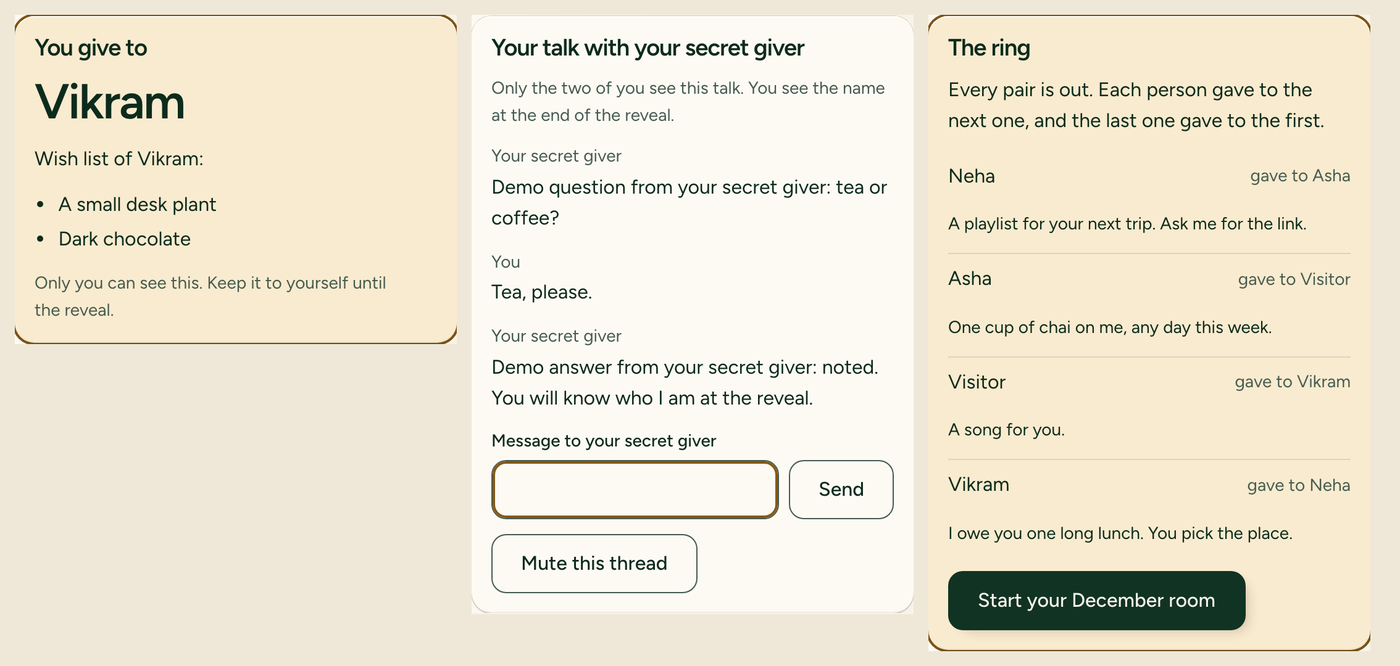 You give to
Vikram
Wish list of Vikram:
• A small desk plant
• Dark chocolate
Only you can see this. Keep it to yourself until
the reveal.
Your talk with your secret giver
Only the two of you see this talk. You see the name
at the end of the reveal.
Your secret giver
Demo question from your secret giver: tea or
coffee?
You
Tea, please.
Your secret giver
Demo answer from your secret giver: noted.
You will know who I am at the reveal.
Message to your secret giver
Send
Mute this thread
The ring
Every pair is out. Each person gave to the
next one, and the last one gave to the first.
Neha gave to Asha
A playlist for your next trip. Ask me for the link.
Asha gave to Visitor
One cup of chai on me, any day this week.
Visitor gave to Vikram
A song for you.
Vikram gave to Neha
I owe you one long lunch. You pick the place.
Start your December room